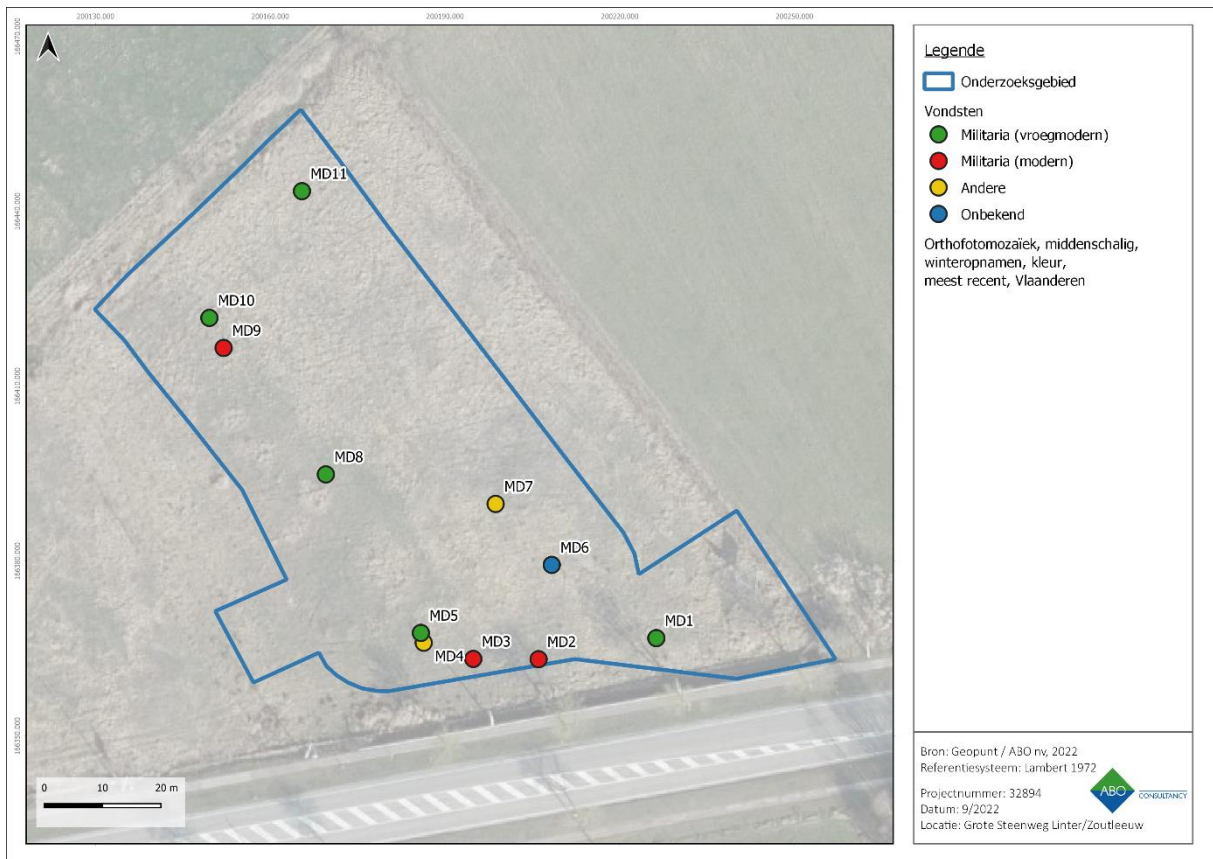 200130.000 200160.000 200190.000 200220.000 200250.000
166470.000
166440.000
166410.000
166380.000
166350.000
MD11
MD10
MD9
MD8
MD7
MD6
MD5
MD4
MD3
MD2
MD1
0 10 20 m
Legende
Onderzoeksgebied
Vondsten
Militaria (vroegmodern)
Militaria (modern)
Andere
Onbekend
Orthofotomozaïek, middenschalig,
winteropnamen, kleur,
meest recent, Vlaanderen
Bron: Geopunt / ABO nv, 2022
Referentiesysteem: Lambert 1972
Projectnummer: 32894
Datum: 9/2022
Locatie: Grote Steenweg Linter/Zoutleeuw
ABO CONSULTANCY